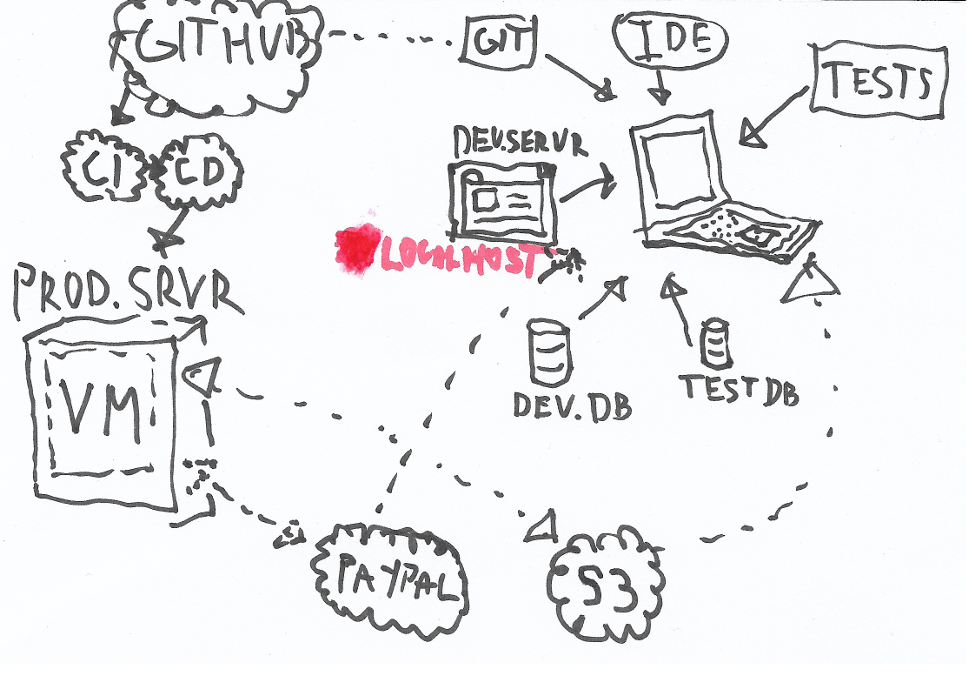 GITHUB
GIT
IDE
TESTS
DEV.SERVR
CI
CD
LOCALHOST
PROD.SRVR
VM
DEV.DB
TEST DB
PAYPAL
S3